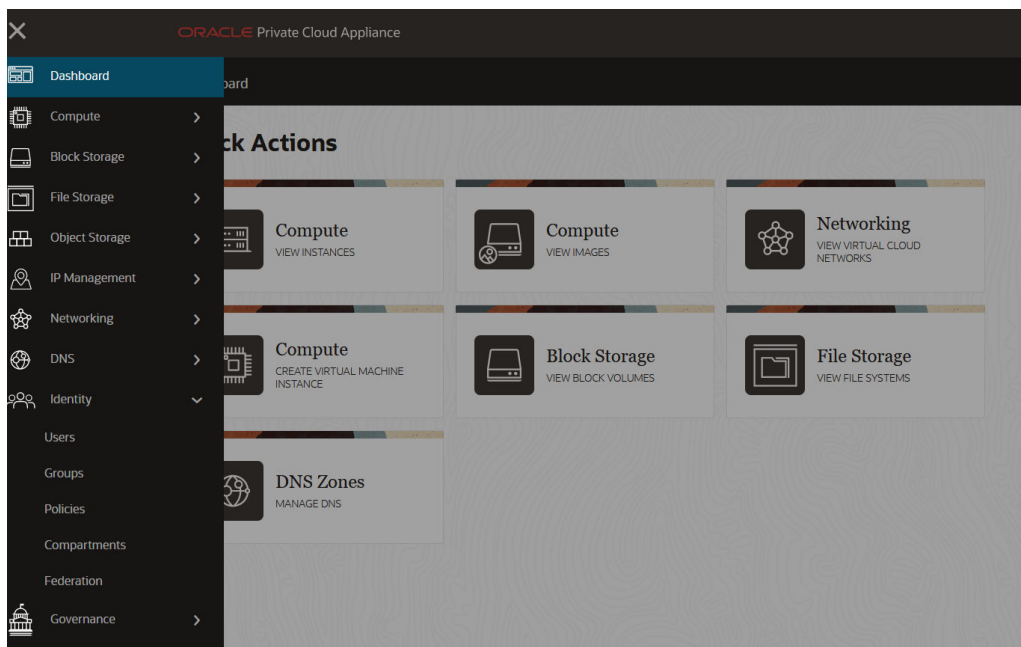 ORACLE Private Cloud Appliance
Dashboard
Compute
Block Storage
File Storage
Object Storage
IP Management
Networking
DNS
Identity
Users
Groups
Policies
Compartments
Federation
Governance
oard
ck Actions
Compute
VIEW INSTANCES
Compute
VIEW IMAGES
Networking
VIEW VIRTUAL CLOUD
NETWORKS
Compute
CREATE VIRTUAL MACHINE
INSTANCE
Block Storage
VIEW BLOCK VOLUMES
File Storage
VIEW FILE SYSTEMS
DNS Zones
MANAGE DNS